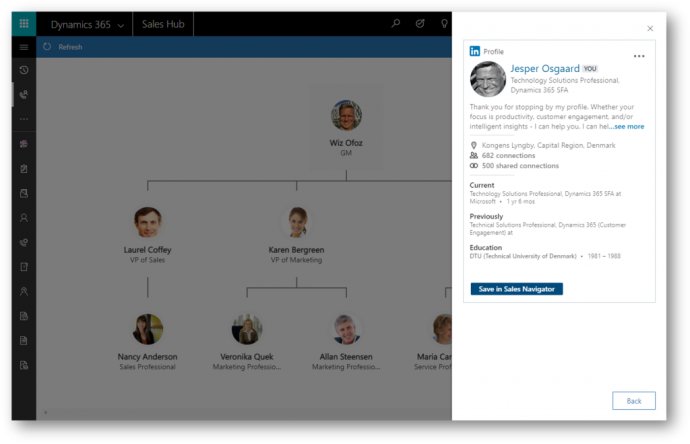 Dynamics 365
Sales Hub
Refresh
Wiz Ofoz
GM
Laurel Coffey
VP of Sales
Karen Bergreen
VP of Marketing
Nancy Anderson
Sales Professional
Veronika Quek
Marketing Professio...
Allan Steensen
Marketing Professio...
Maria Car
Service Prof
in Profile
Jesper Osgaard YOU
Technology Solutions Professional,
Dynamics 365 SFA
Thank you for stopping by my profile. Whether your
focus is productivity, customer engagement, and/or
intelligent insights - I can help you. I can hel...see more
Kongens Lyngby, Capital Region, Denmark
682 connections
500 shared connections
Current
Technology Solutions Professional, Dynamics 365 SFA at
Microsoft • 1 yr 6 mos
Previously
Technical Solutions Professional, Dynamics 365 (Customer
Engagement) at
Education
DTU (Technical University of Denmark) • 1981 – 1988
Save in Sales Navigator
Back